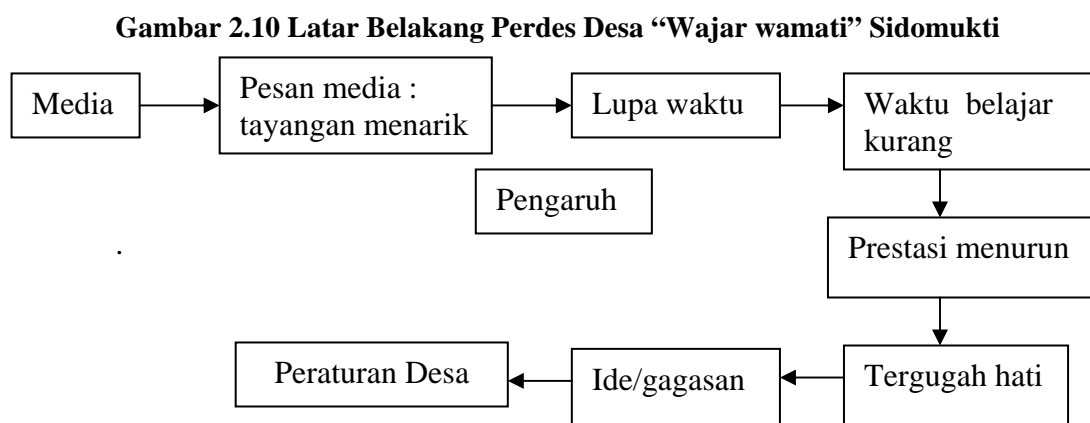 Gambar 2.10 Latar Belakang Perdes Desa “Wajar wamati” Sidomukti
Media
Pesan media :
tayangan menarik
Lupa waktu
Waktu belajar
kurang
Pengaruh
.
Prestasi menurun
Tergugah hati
Ide/gagasan
Peraturan Desa